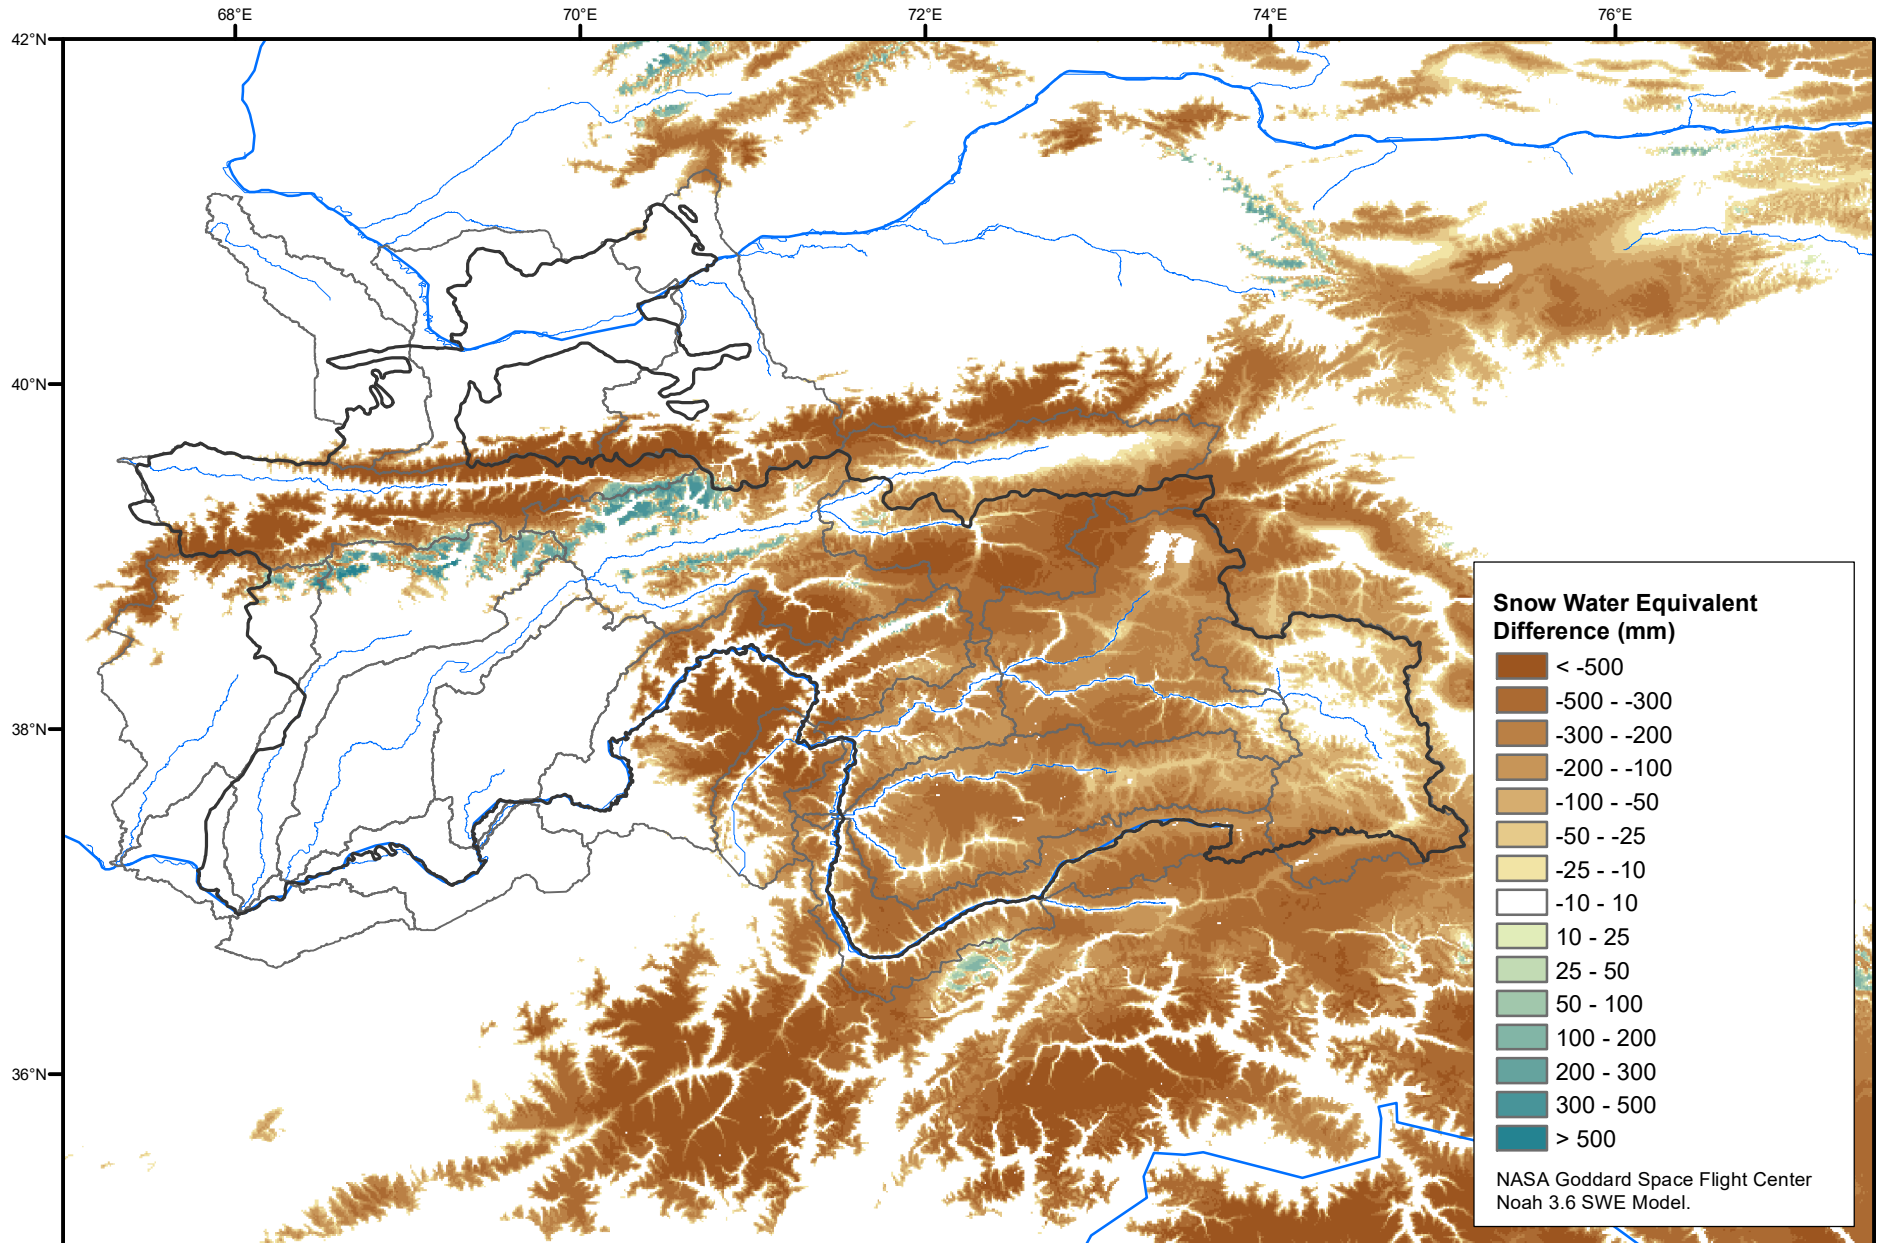 68°E
70°E
72°E
74°E
76°E
42°N
40°N
38°N
36°N
Snow Water Equivalent
Difference (mm)
< -500
-500 - -300
-300 - -200
-200 - -100
-100 - -50
-50 - -25
-25 - -10
-10 - 10
10 - 25
25 - 50
50 - 100
100 - 200
200 - 300
300 - 500
> 500
NASA Goddard Space Flight Center
Noah 3.6 SWE Model.